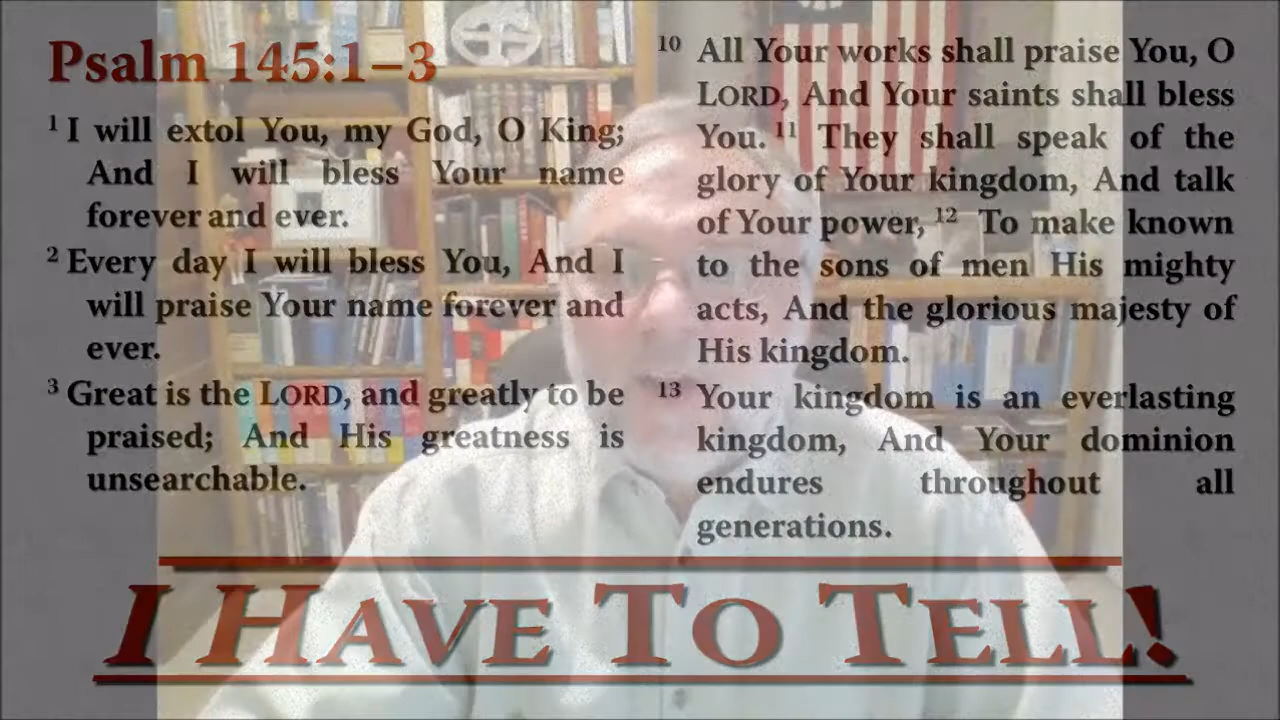 Psalm 145:1–3
1 I will extol You, my God, O King;
And I will bless Your name
forever and ever.
2 Every day I will bless You, And I
will praise Your name forever and
ever.
3 Great is the LORD, and greatly to be
praised; And His greatness is
unsearchable.
10 All Your works shall praise You, O
LORD, And Your saints shall bless
You. 11 They shall speak of the
glory of Your kingdom, And talk
of Your power, 12 To make known
to the sons of men His mighty
acts, And the glorious majesty of
His kingdom.
13 Your kingdom is an everlasting
kingdom, And Your dominion
endures throughout all
generations.
I HAVE TO TELL!